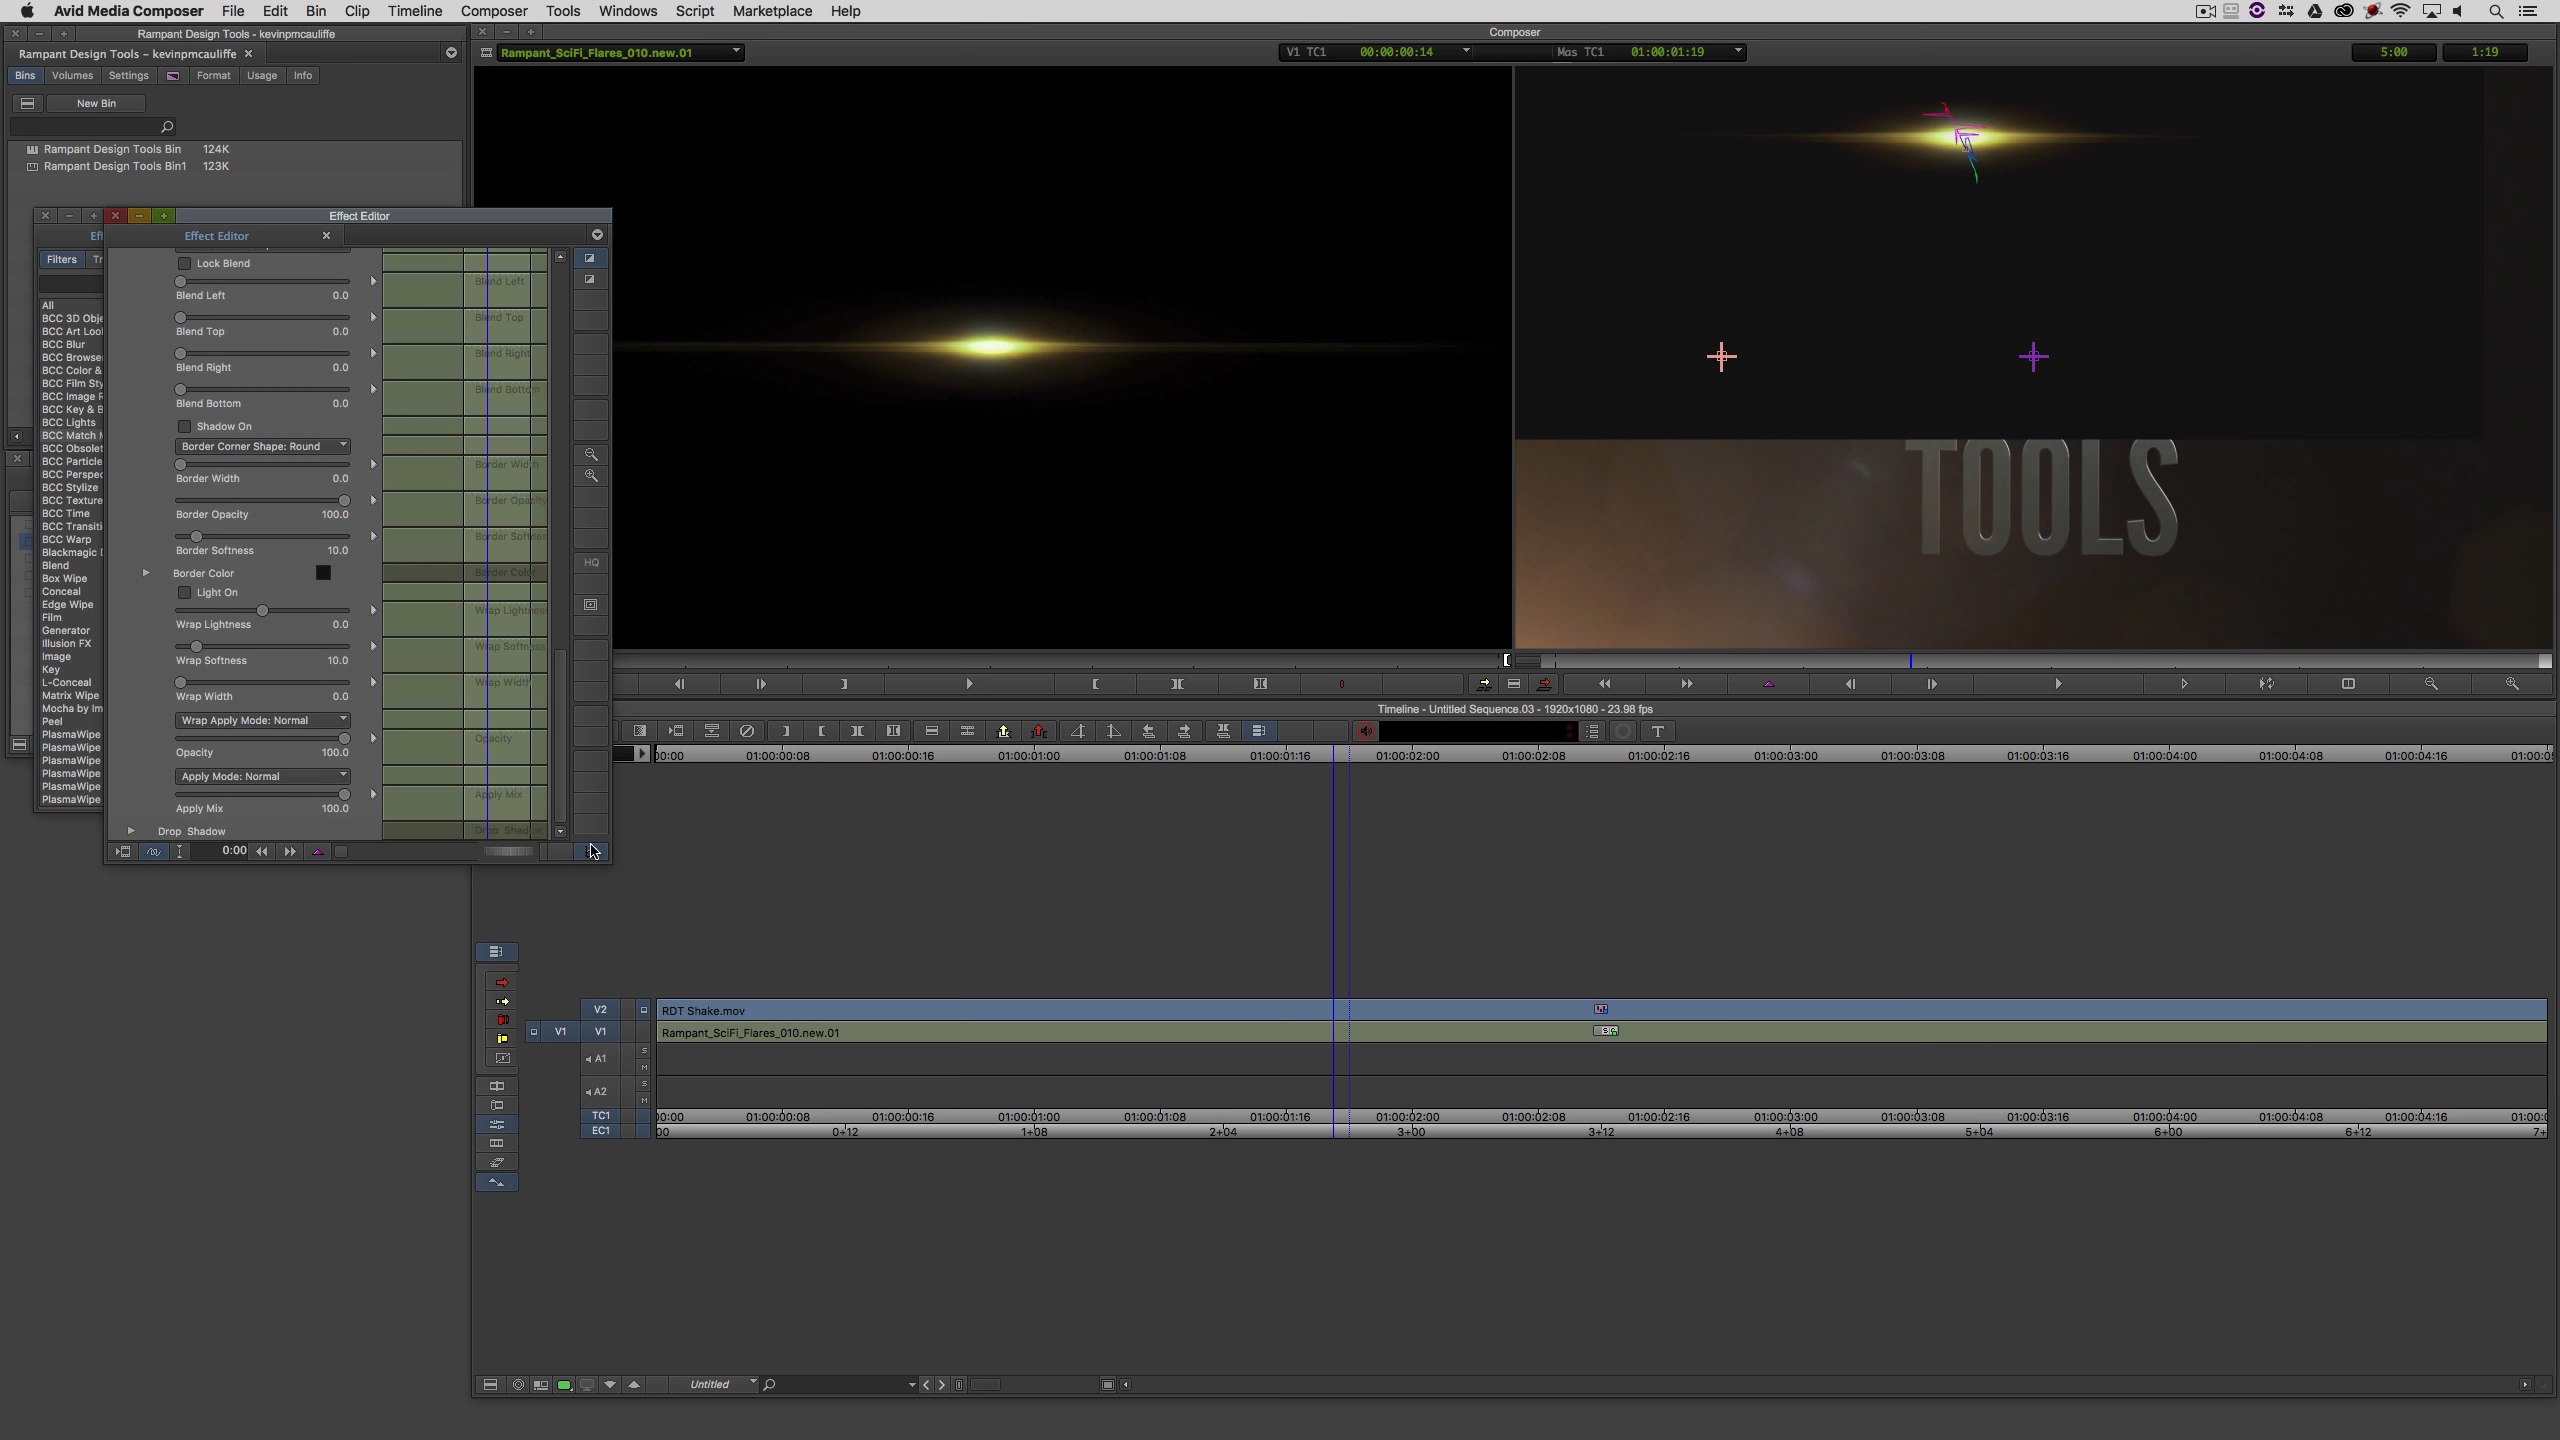 Avid Media Composer File Edit Bin Clip Timeline Composer Tools Windows Script Marketplace Help
Rampant Design Tools - kevinpmcauliffe
Composer
Rampant Design Tools – kevinpmcauliffe
Rampant_SciFi_Flares_010.new.01
V1 TC1 00:00:00:14
Mas TC1 01:00:01:19
5:00
1:19
Bins Volumes Settings Format Usage Info
New Bin
Rampant Design Tools Bin 124K
Rampant Design Tools Bin1 123K
Effect Editor
Effect Editor
Filters
All
BCC 3D Obje
BCC Art Loo
BCC Blur
BCC Browse
BCC Color &
BCC Film Sty
BCC Image R
BCC Key & B
BCC Lights
BCC Match M
BCC Obsolet
BCC Particle
BCC Perspec
BCC Stylize
BCC Texture
BCC Time
BCC Transiti
BCC Warp
Blackmagic D
Blend
Box Wipe
Conceal
Edge Wipe
Film
Generator
Illusion FX
Image
Key
L-Conceal
Matrix Wipe
Mocha by Im
Peel
PlasmaWipe
PlasmaWipe
PlasmaWipe
PlasmaWipe
PlasmaWipe
PlasmaWipe
Lock Blend
Blend Left 0.0
Blend Left
Blend Top 0.0
Blend Top
Blend Right 0.0
Blend Right
Blend Bottom 0.0
Blend Bottom
Shadow On
Border Corner Shape: Round
Border Width 0.0
Border Width
Border Opacity 100.0
Border Opacity
Border Softness 10.0
Border Softnes
Border Color
Border Colo
Light On
Wrap Lightness 0.0
Wrap Lightness
Wrap Softness 10.0
Wrap Softness
Wrap Width 0.0
Wrap Width
Wrap Apply Mode: Normal
Opacity 100.0
Opacity
Apply Mode: Normal
Apply Mix 100.0
Apply Mix
Drop Shadow
Drop Shadow
HQ
0:00
TOOLS
Timeline - Untitled Sequence.03 - 1920x1080 - 23.98 fps
00:00 01:00:00:08 01:00:00:16 01:00:01:00 01:00:01:08 01:00:01:16 01:00:02:00 01:00:02:08 01:00:02:16 01:00:03:00 01:00:03:08 01:00:03:16 01:00:04:00 01:00:04:08 01:00:04:16 01:00:0
V2 RDT Shake.mov
V1 V1 Rampant_SciFi_Flares_010.new.01
A1 S M
A2 S M
TC1 00:00 01:00:00:08 01:00:00:16 01:00:01:00 01:00:01:08 01:00:01:16 01:00:02:00 01:00:02:08 01:00:02:16 01:00:03:00 01:00:03:08 01:00:03:16 01:00:04:00 01:00:04:08 01:00:04:16 01:00:0
EC1 00 0+12 1+08 2+04 3+00 3+12 4+08 5+04 6+00 6+12 7+
Untitled